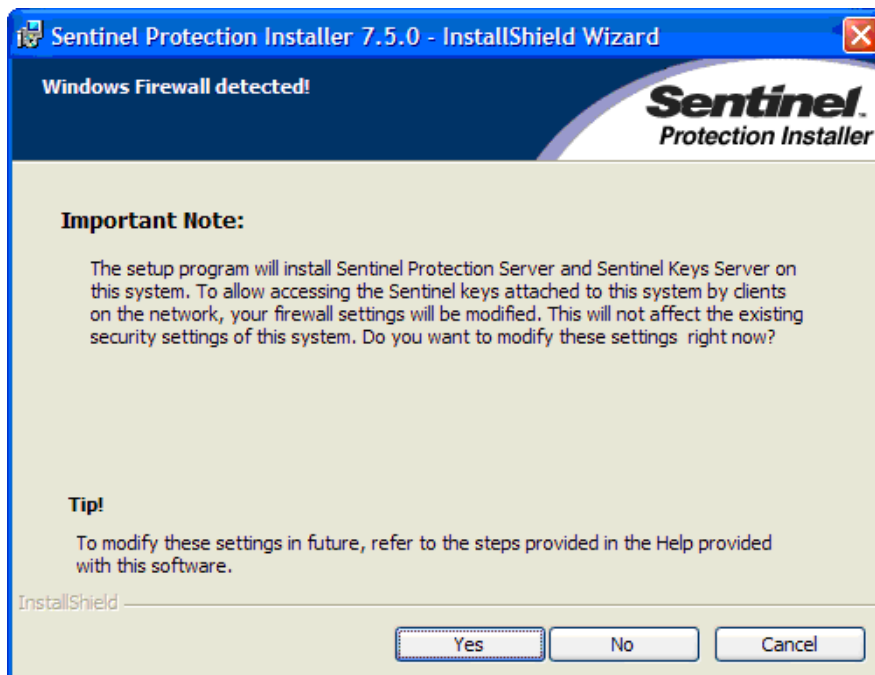 Sentinel Protection Installer 7.5.0 - InstallShield Wizard
Windows Firewall detected!
Sentinel.
Protection Installer
Important Note:
The setup program will install Sentinel Protection Server and Sentinel Keys Server on
this system. To allow accessing the Sentinel keys attached to this system by clients
on the network, your firewall settings will be modified. This will not affect the existing
security settings of this system. Do you want to modify these settings  right now?
Tip!
To modify these settings in future, refer to the steps provided in the Help provided
with this software.
InstallShield
Yes
No
Cancel